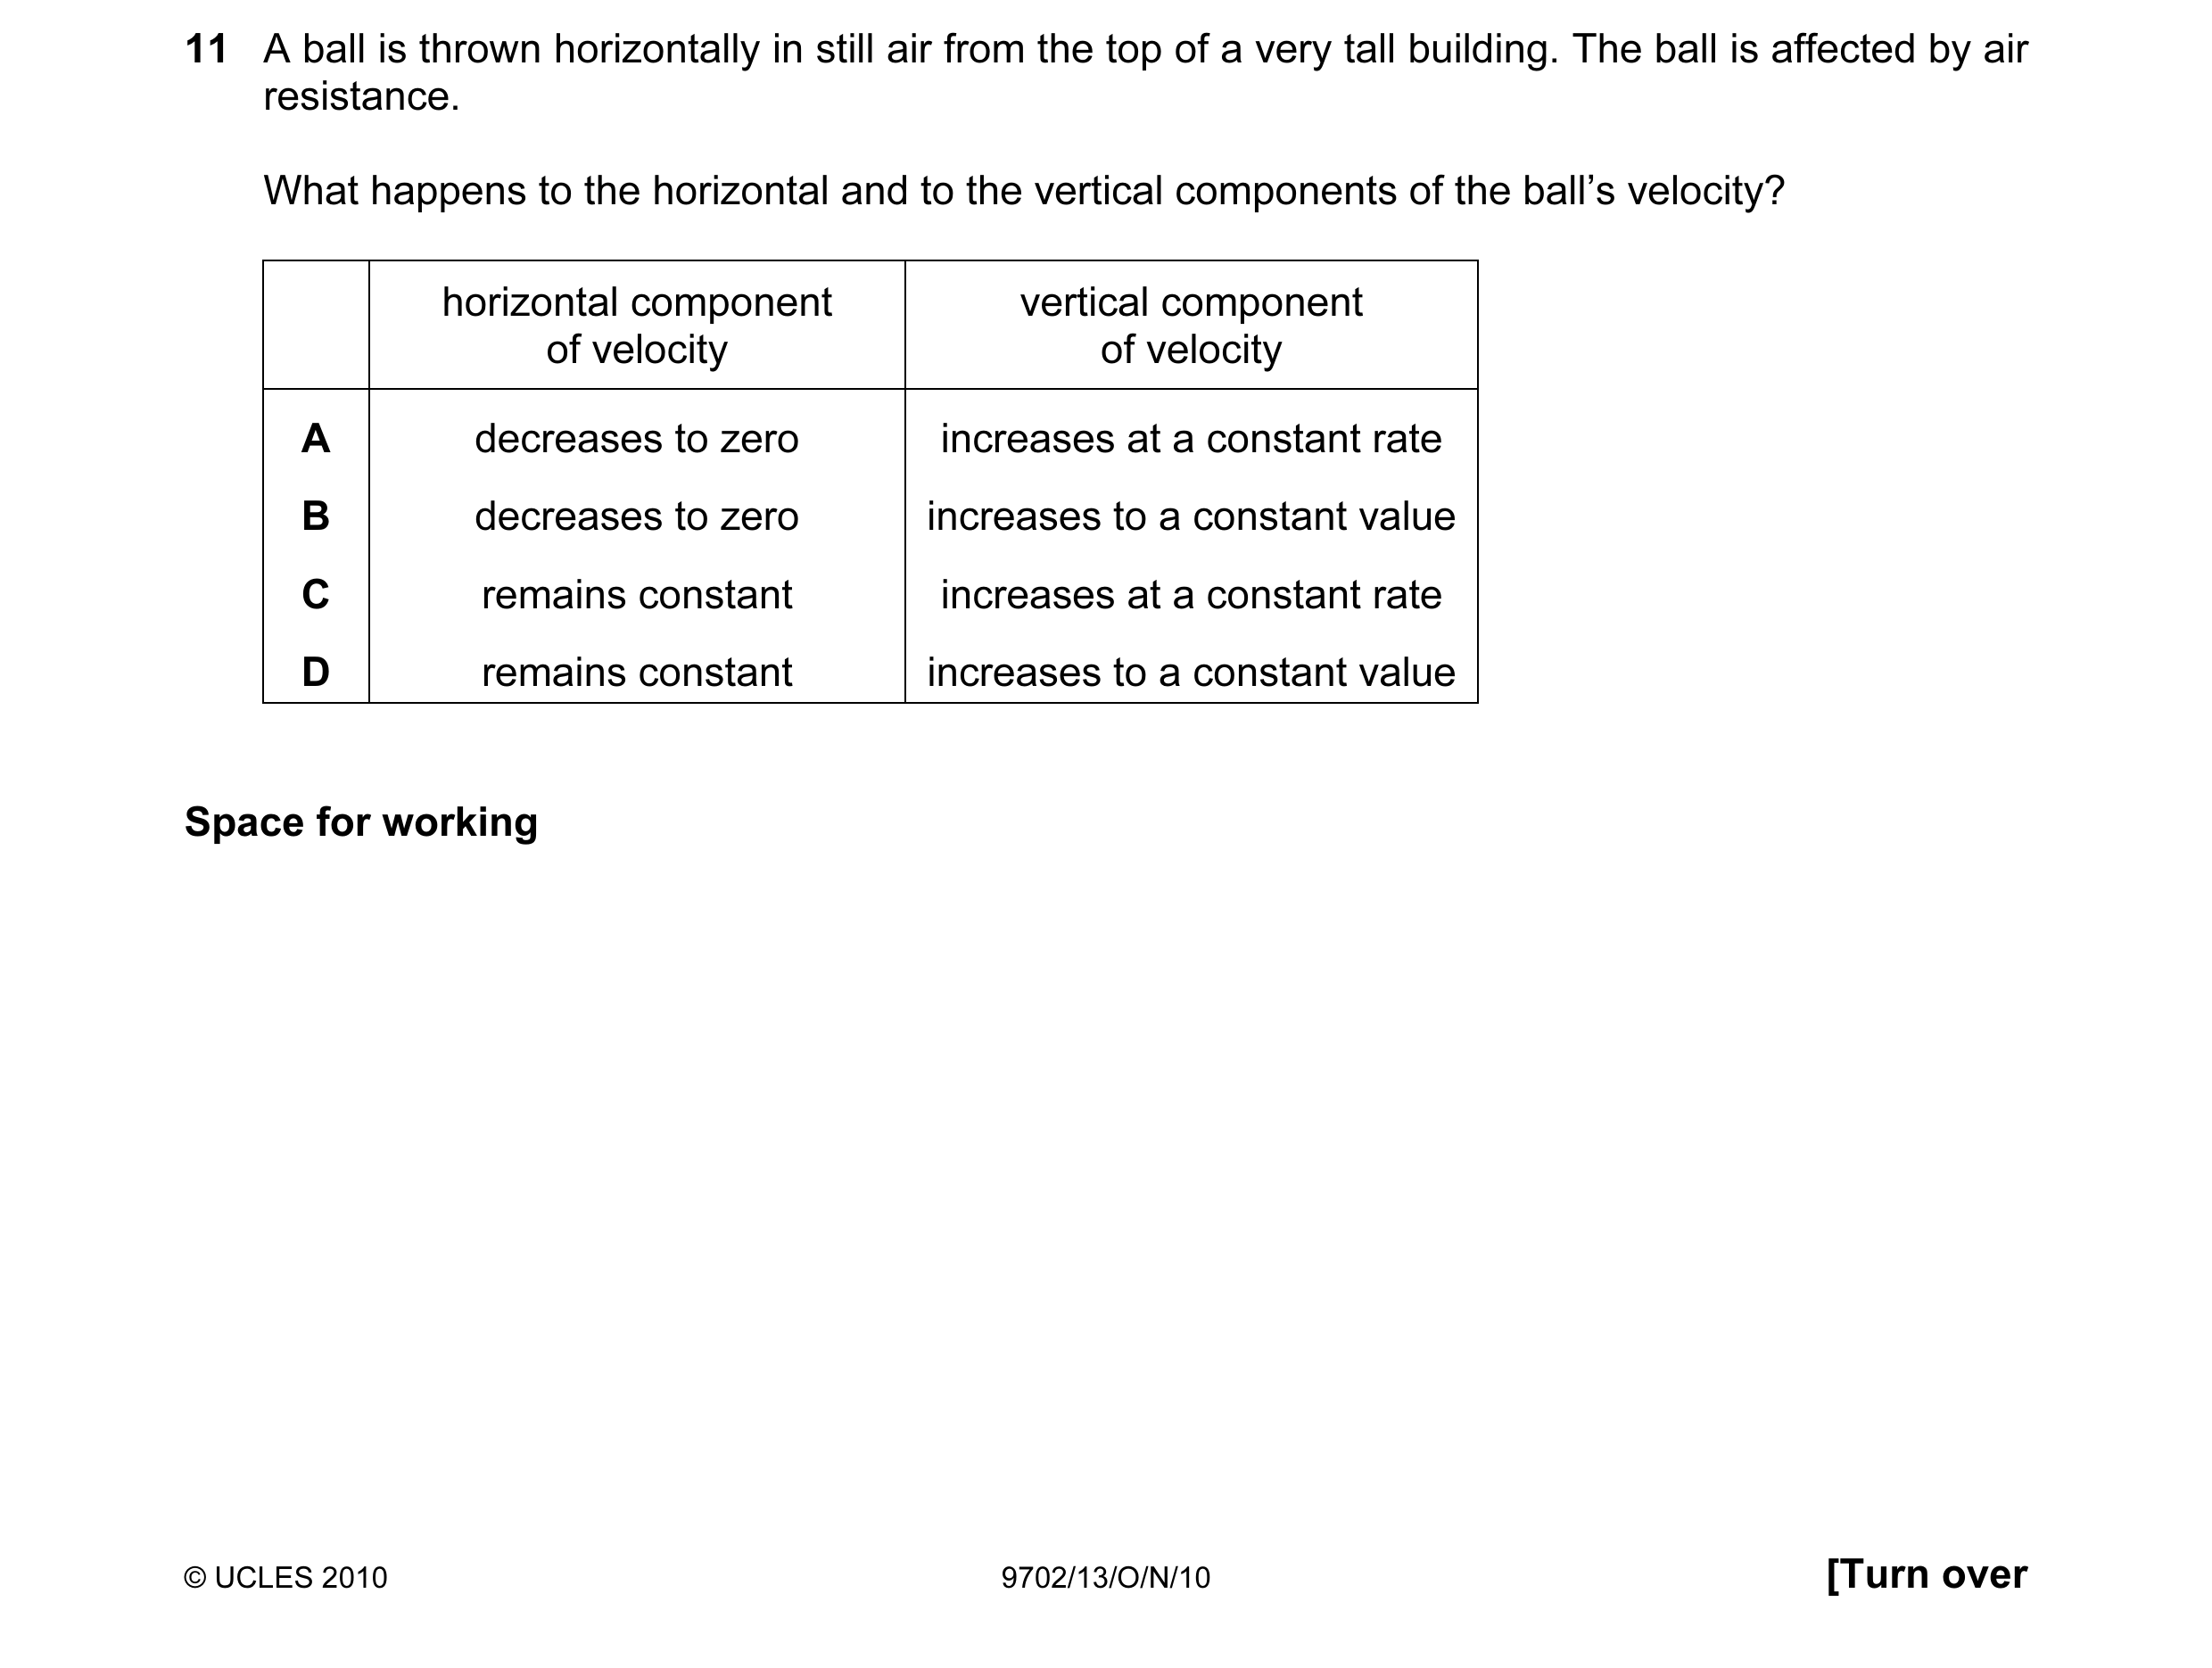 11 A ball is thrown horizontally in still air from the top of a very tall building. The ball is affected by air
resistance.
What happens to the horizontal and to the vertical components of the ball’s velocity?
horizontal component of velocity vertical component of velocity
A decreases to zero increases at a constant rate
B decreases to zero increases to a constant value
C remains constant increases at a constant rate
D remains constant increases to a constant value
Space for working
© UCLES 2010 9702/13/O/N/10 [Turn over